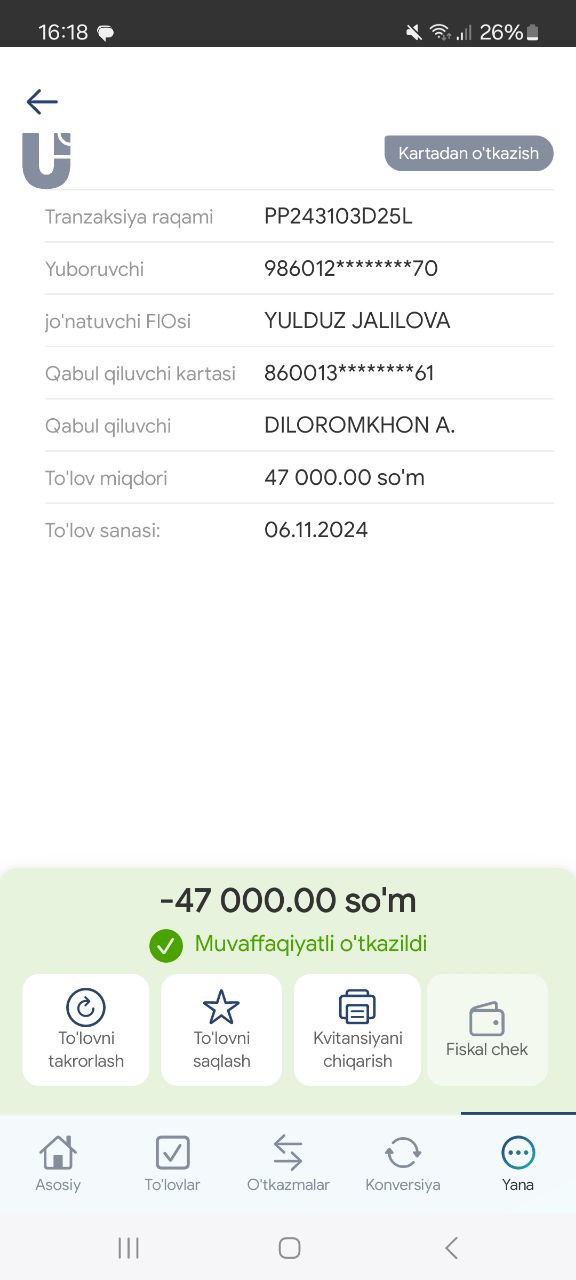 16:18
26%
Kartadan o'tkazish
Tranzaksiya raqami PP243103D25L
Yuboruvchi 986012********70
jo'natuvchi FIOsi YULDUZ JALILOVA
Qabul qiluvchi kartasi 860013********61
Qabul qiluvchi DILOROMKHON A.
To'lov miqdori 47 000.00 so'm
To'lov sanasi: 06.11.2024
-47 000.00 so'm
Muvaffaqiyatli o'tkazildi
To'lovni
takrorlash
To'lovni
saqlash
Kvitansiyani
chiqarish
Fiskal chek
Asosiy
To'lovlar
O'tkazmalar
Konversiya
Yana